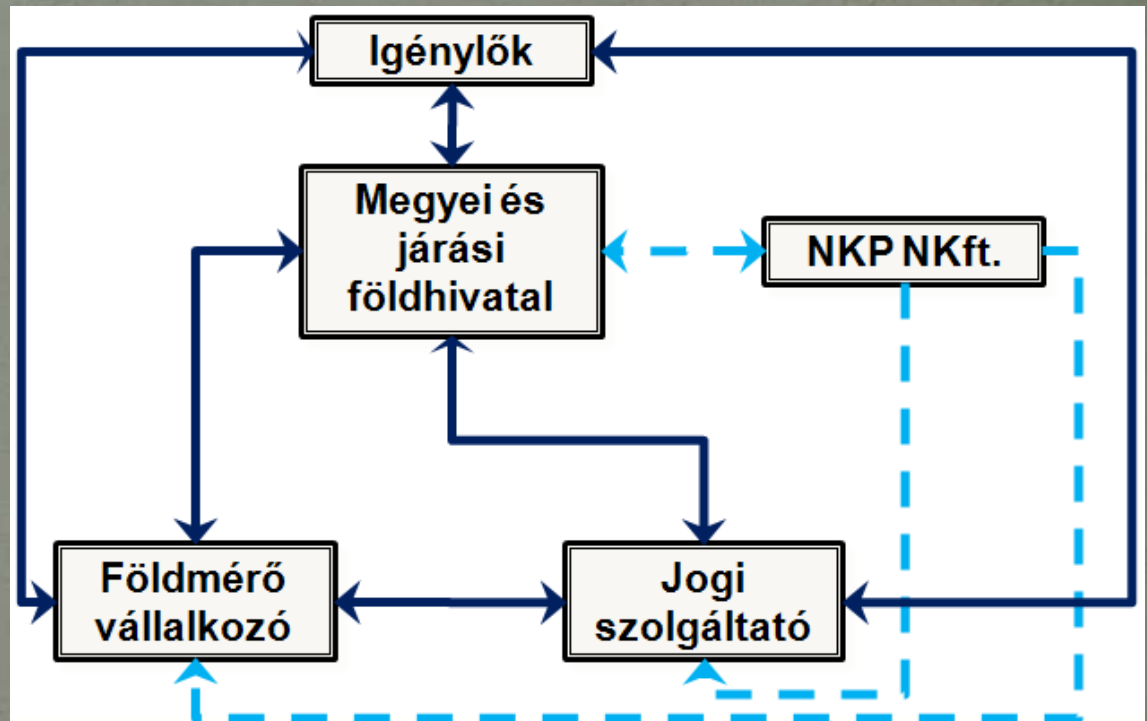 Igénylők
Megyei és
járási
földhivatal
NKP NKft.
Földmérő
vállalkozó
Jogi
szolgáltató